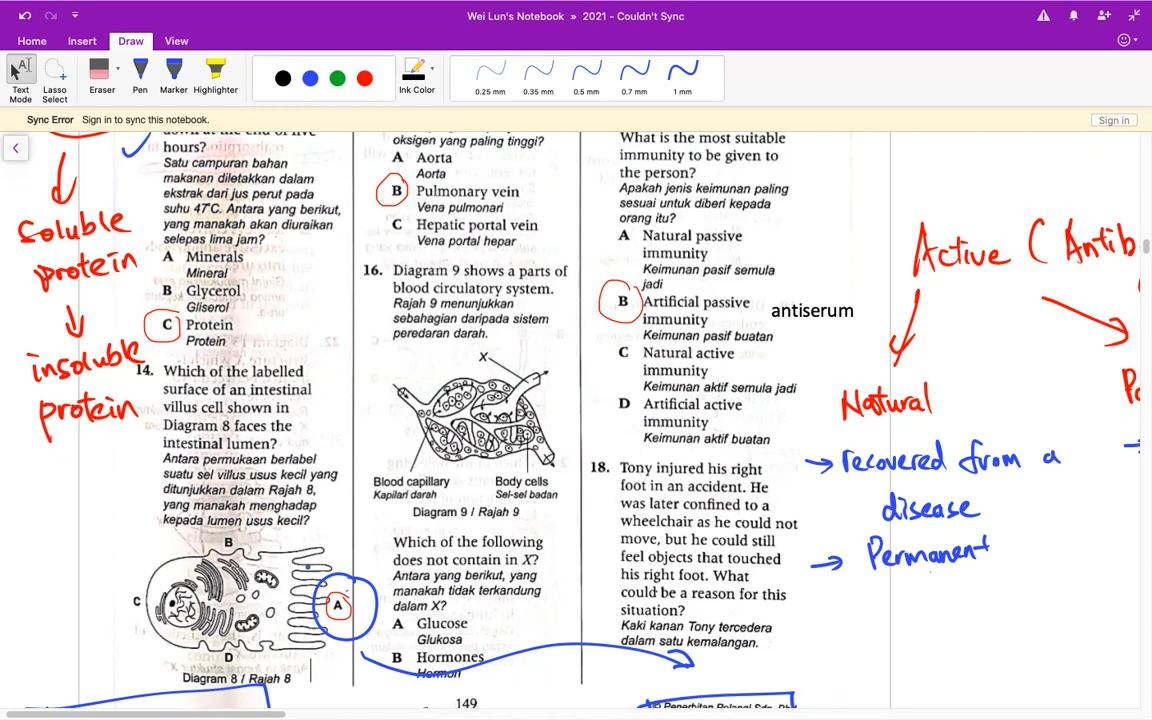 Wei Lun's Notebook » 2021 - Couldn't Sync
Home Insert Draw View
Text Mode
Lasso Select
Eraser
Pen
Marker
Highlighter
Ink Color
0.25 mm
0.35 mm
0.5 mm
0.7 mm
1 mm
Sync Error Sign in to sync this notebook.
Sign in
soluble
protein
insoluble
protein
down at the end of five
hours?
Satu campuran bahan
makanan diletakkan dalam
ekstrak dari jus perut pada
suhu 47°C. Antara yang berikut,
yang manakah akan diuraikan
selepas lima jam?
A Minerals
Mineral
B Glycerol
Gliserol
C Protein
Protein
14. Which of the labelled
surface of an intestinal
villus cell shown in
Diagram 8 faces the
intestinal lumen?
Antara permukaan berlabel
suatu sel villus usus kecil yang
ditunjukkan dalam Rajah 8,
yang manakah menghadap
kepada lumen usus kecil?
B
C
A
D
Diagram 8 / Rajah 8
oksigen yang paling tinggi?
A Aorta
Aorta
B Pulmonary vein
Vena pulmonari
C Hepatic portal vein
Vena portal hepar
16. Diagram 9 shows a parts of
blood circulatory system.
Rajah 9 menunjukkan
sebahagian daripada sistem
peredaran darah.
X
Blood capillary
Kapilari darah
Body cells
Sel-sel badan
Diagram 9 / Rajah 9
Which of the following
does not contain in X?
Antara yang berikut, yang
manakah tidak terkandung
dalam X?
A Glucose
Glukosa
B Hormones
Hormon
149
What is the most suitable
immunity to be given to
the person?
Apakah jenis keimunan paling
sesuai untuk diberi kepada
orang itu?
A Natural passive
immunity
Keimunan pasif semula
jadi
B Artificial passive
immunity
Keimunan pasif buatan
C Natural active
immunity
Keimunan aktif semula jadi
D Artificial active
immunity
Keimunan aktif buatan
18. Tony injured his right
foot in an accident. He
was later confined to a
wheelchair as he could not
move, but he could still
feel objects that touched
his right foot. What
could be a reason for this
situation?
Kaki kanan Tony tercedera
dalam satu kemalangan.
antiserum
Active (Antib
Natural
→ recovered from a
disease
→ Permanent